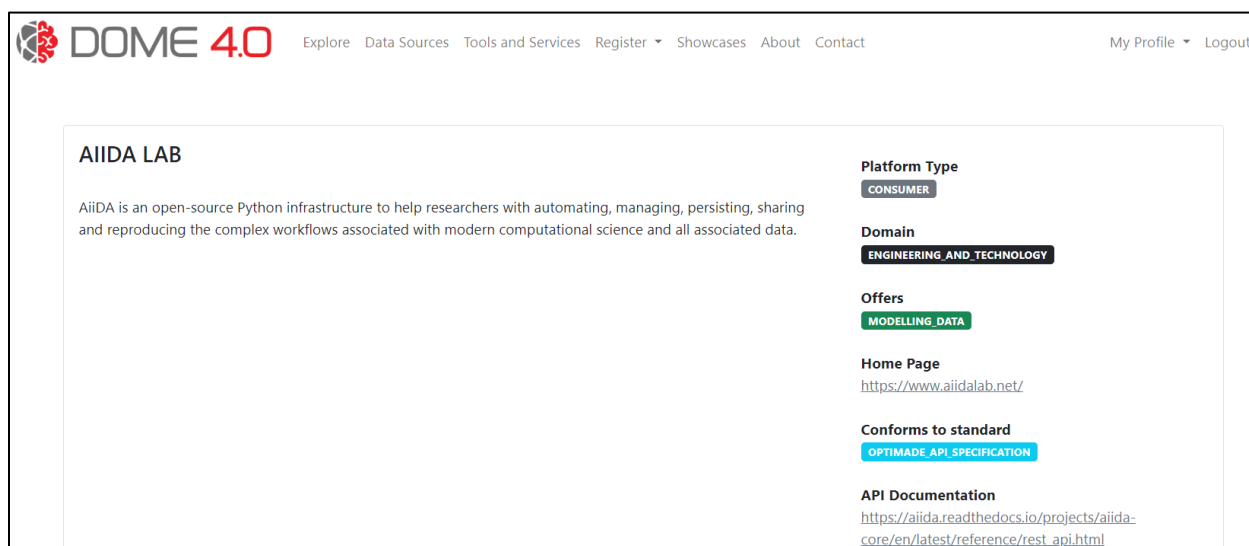 DOME 4.0
Explore Data Sources Tools and Services Register Showcases About Contact My Profile Logout
AIIDA LAB
AiiDA is an open-source Python infrastructure to help researchers with automating, managing, persisting, sharing
and reproducing the complex workflows associated with modern computational science and all associated data.
Platform Type
CONSUMER
Domain
ENGINEERING_AND_TECHNOLOGY
Offers
MODELLING_DATA
Home Page
https://www.aiidalab.net/
Conforms to standard
OPTIMADE_API_SPECIFICATION
API Documentation
https://aiida.readthedocs.io/projects/aiida-
core/en/latest/reference/rest_api.html